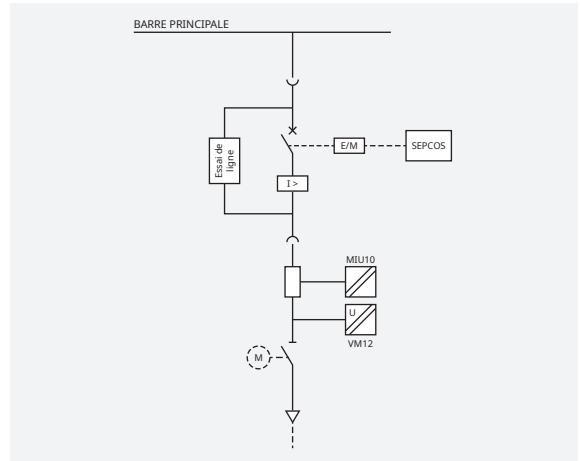 BARRE PRINCIPALE
Essai de
ligne
E/M
SEPCOS
I >
MIU10
U
VM12
M